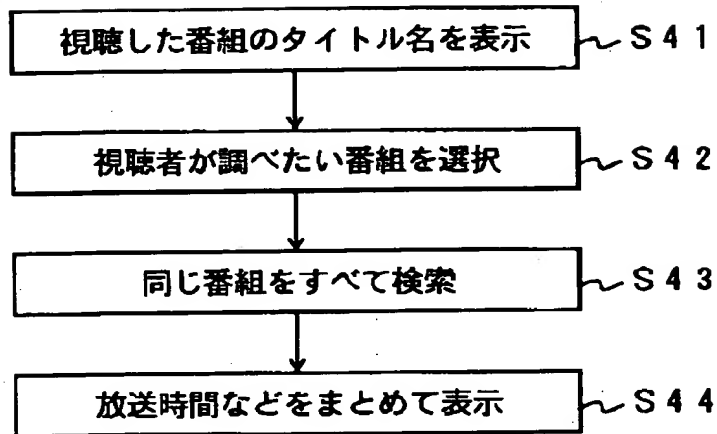 視聴した番組のタイトル名を表示 S41
視聴者が調べたい番組を選択 S42
同じ番組をすべて検索 S43
放送時間などをまとめて表示 S44